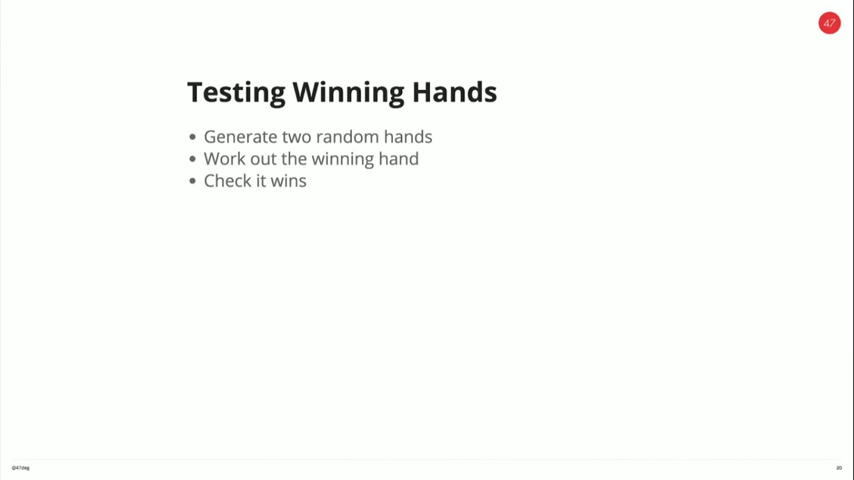 47
Testing Winning Hands
• Generate two random hands
• Work out the winning hand
• Check it wins
@47deg
20